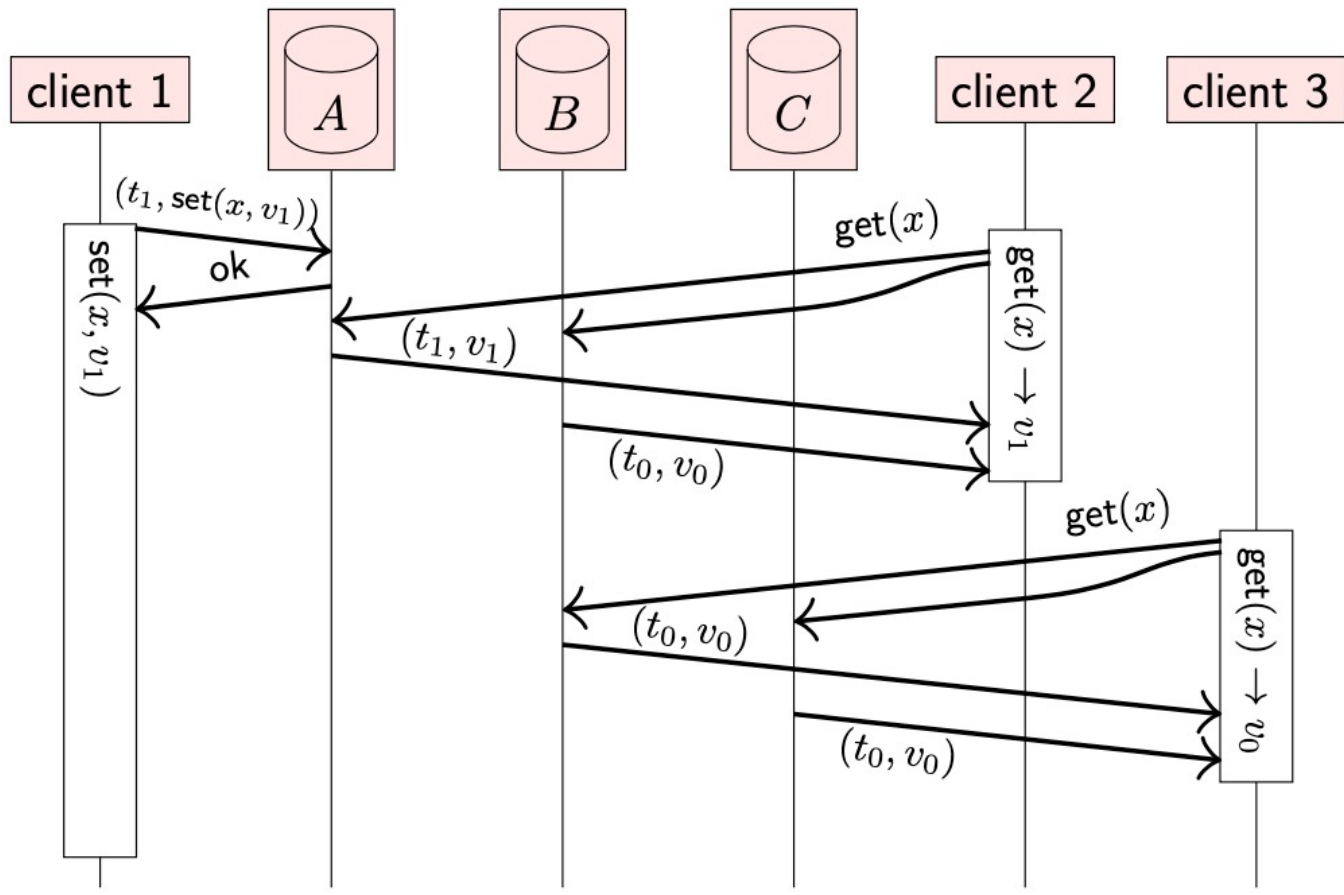 client 1
A
B
C
client 2
client 3
(t₁, set(x, v₁))
ok
set(x, v₁)
get(x)
get(x) → v₁
(t₁, v₁)
(t₀, v₀)
get(x)
get(x) → v₀
(t₀, v₀)
(t₀, v₀)